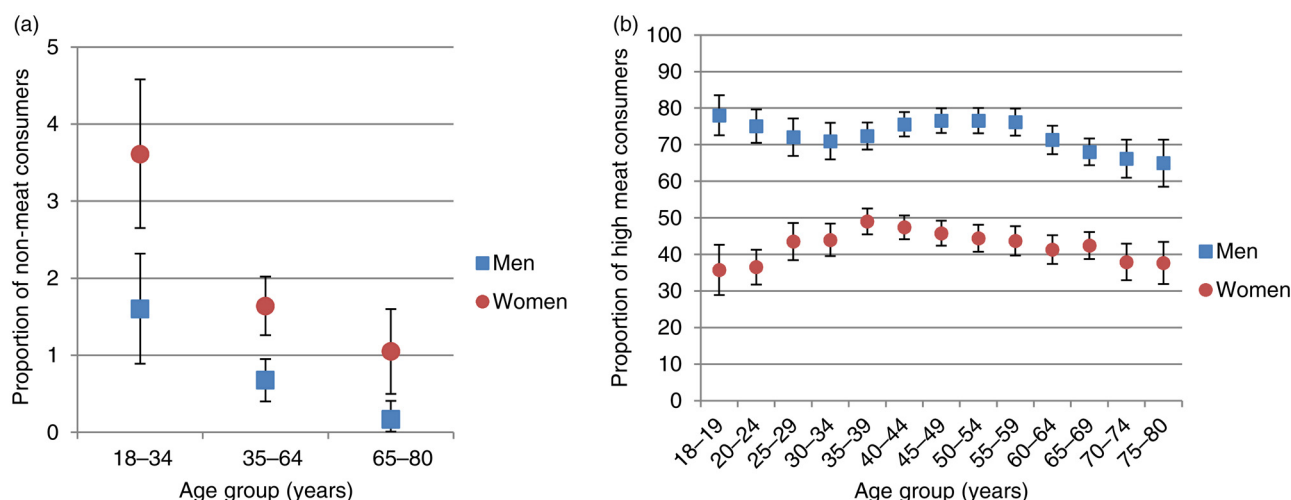 (a)
Proportion of non-meat consumers
5
4
3
2
1
0
18–34 35–64 65–80
Age group (years)
Men
Women
(b)
Proportion of high meat consumers
100
90
80
70
60
50
40
30
20
10
0
18–19 20–24 25–29 30–34 35–39 40–44 45–49 50–54 55–59 60–64 65–69 70–74 75–80
Age group (years)
Men
Women